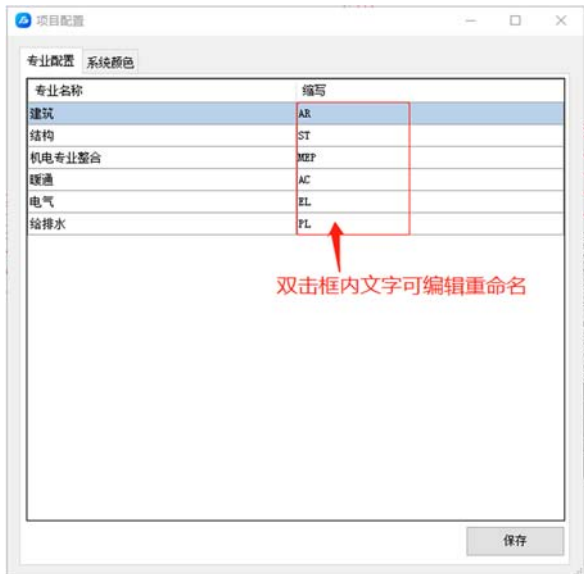 项目配置
专业配置 系统颜色
专业名称 缩写
建筑 AR
结构 ST
机电专业整合 MEP
暖通 AC
电气 EL
给排水 PL
双击框内文字可编辑重命名
保存